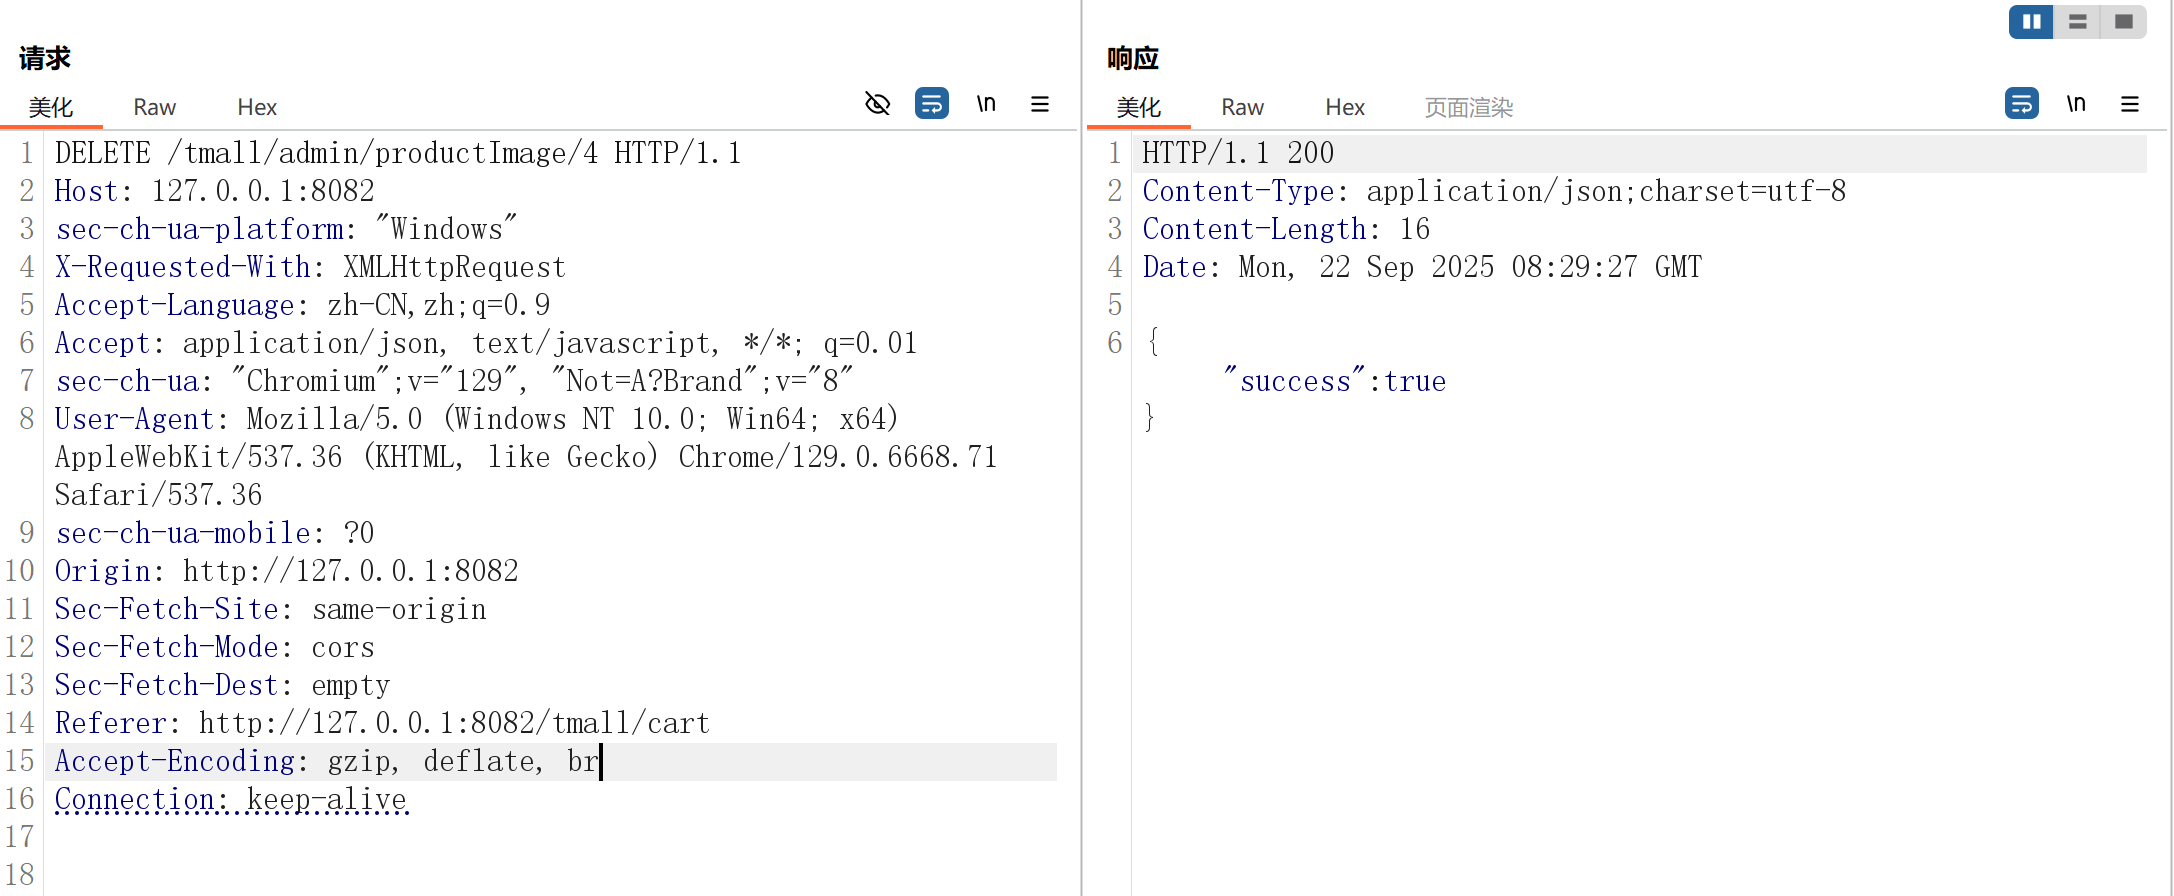 请求
美化 Raw Hex \n
1 DELETE /tmall/admin/productImage/4 HTTP/1.1
2 Host: 127.0.0.1:8082
3 sec-ch-ua-platform: "Windows"
4 X-Requested-With: XMLHttpRequest
5 Accept-Language: zh-CN,zh;q=0.9
6 Accept: application/json, text/javascript, */*; q=0.01
7 sec-ch-ua: "Chromium";v="129", "Not=A?Brand";v="8"
8 User-Agent: Mozilla/5.0 (Windows NT 10.0; Win64; x64)
AppleWebKit/537.36 (KHTML, like Gecko) Chrome/129.0.6668.71
Safari/537.36
9 sec-ch-ua-mobile: ?0
10 Origin: http://127.0.0.1:8082
11 Sec-Fetch-Site: same-origin
12 Sec-Fetch-Mode: cors
13 Sec-Fetch-Dest: empty
14 Referer: http://127.0.0.1:8082/tmall/cart
15 Accept-Encoding: gzip, deflate, br
16 Connection: keep-alive
17
18
响应
美化 Raw Hex 页面渲染 \n
1 HTTP/1.1 200
2 Content-Type: application/json;charset=utf-8
3 Content-Length: 16
4 Date: Mon, 22 Sep 2025 08:29:27 GMT
5
6 {
"success":true
}